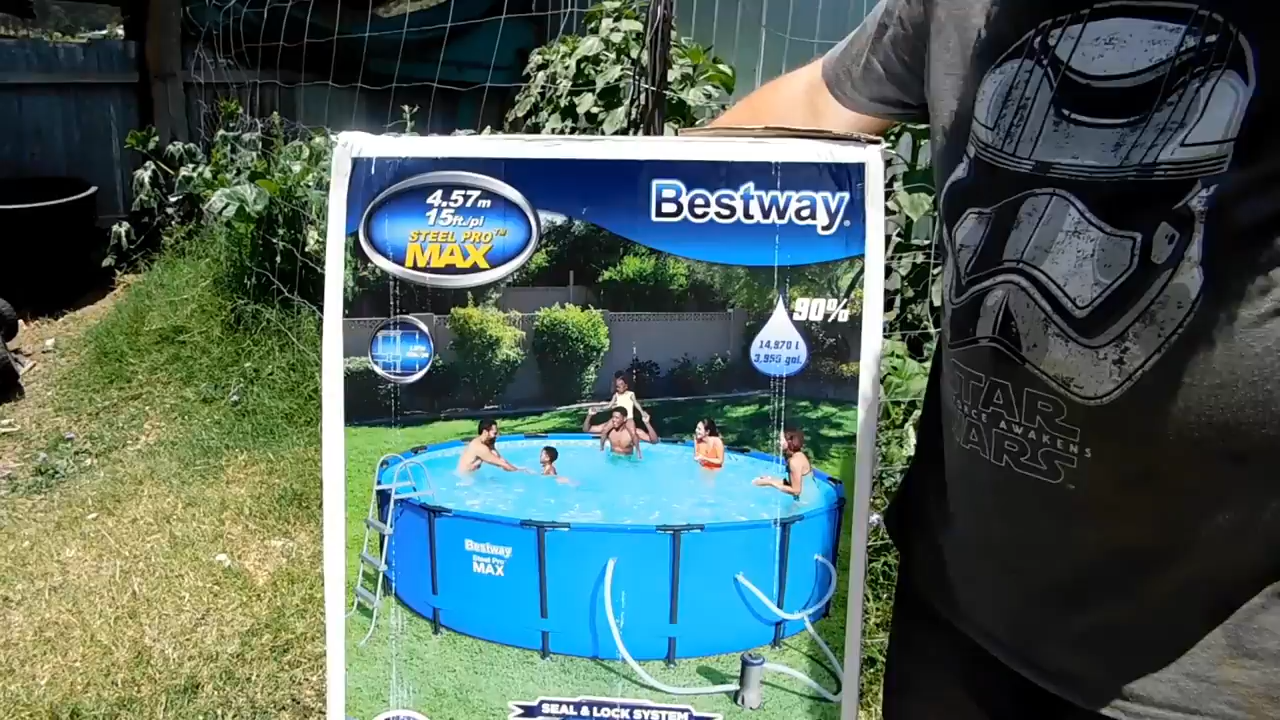 4.57m
15ft./pi
STEEL PRO™
MAX
Bestway®
90%
14,970 l
3,955 gal.
Bestway
Steel Pro
MAX
SEAL & LOCK SYSTEM
STAR
FORCE AWAKENS
WARS